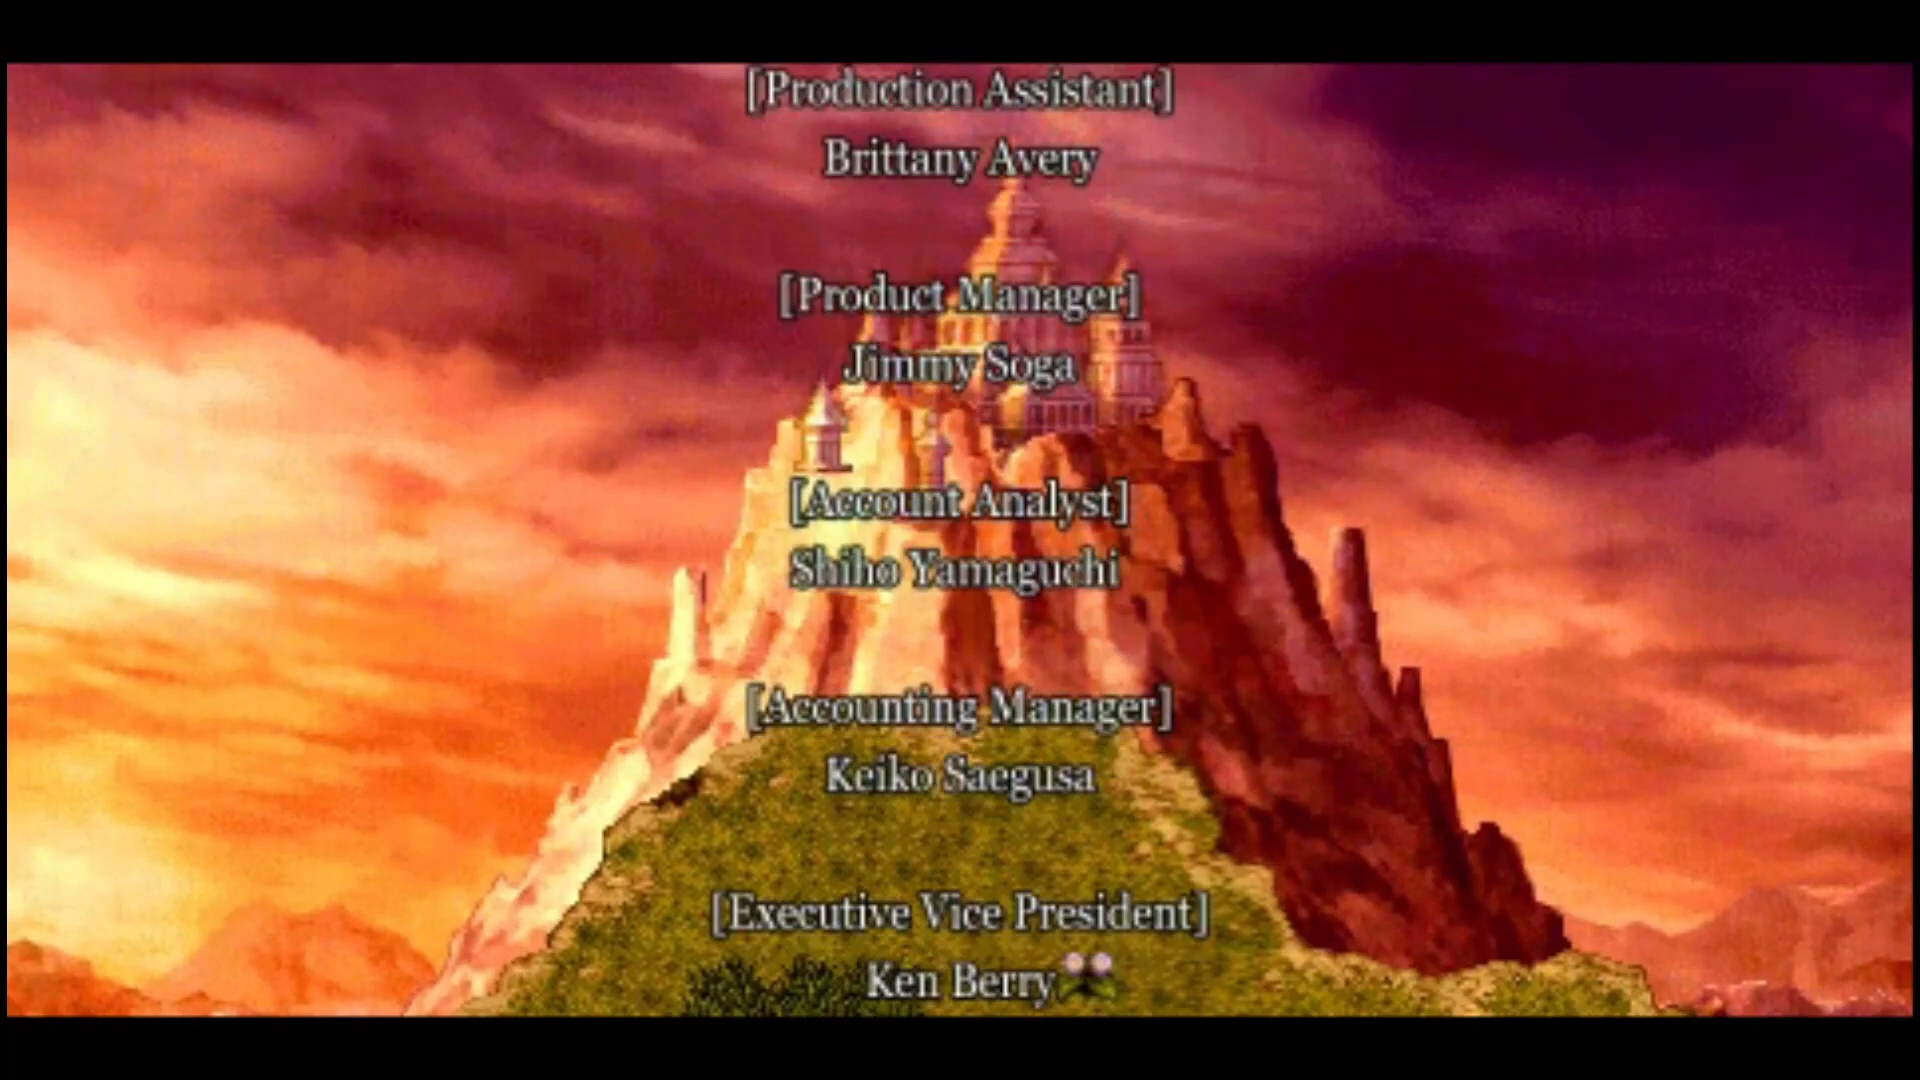 [Production Assistant]
Brittany Avery
[Product Manager]
Jimmy Soga
[Account Analyst]
Shiho Yamaguchi
[Accounting Manager]
Keiko Saegusa
[Executive Vice President]
Ken Berry